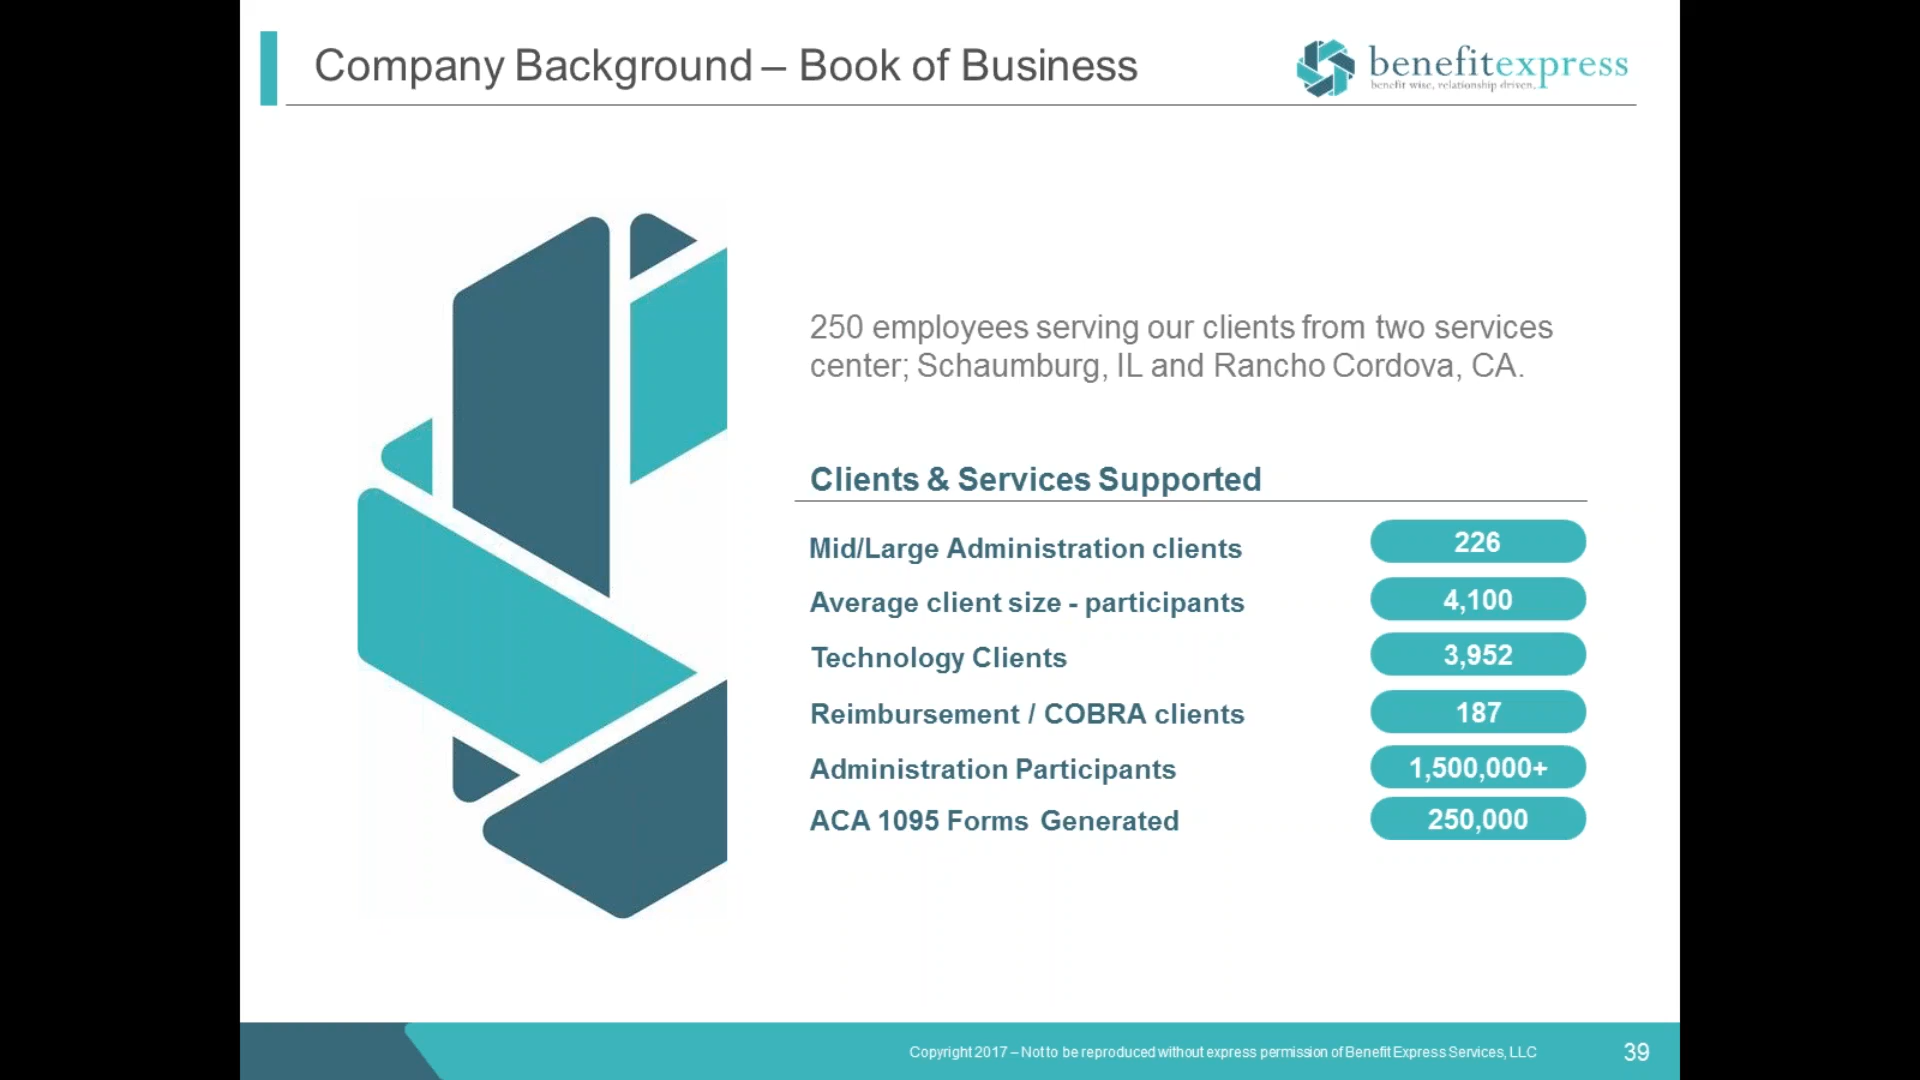 Company Background – Book of Business
benefitexpress
benefit wise, relationship driven.
250 employees serving our clients from two services
center; Schaumburg, IL and Rancho Cordova, CA.
Clients & Services Supported
Mid/Large Administration clients 226
Average client size - participants 4,100
Technology Clients 3,952
Reimbursement / COBRA clients 187
Administration Participants 1,500,000+
ACA 1095 Forms Generated 250,000
Copyright 2017 – Not to be reproduced without express permission of Benefit Express Services, LLC 39